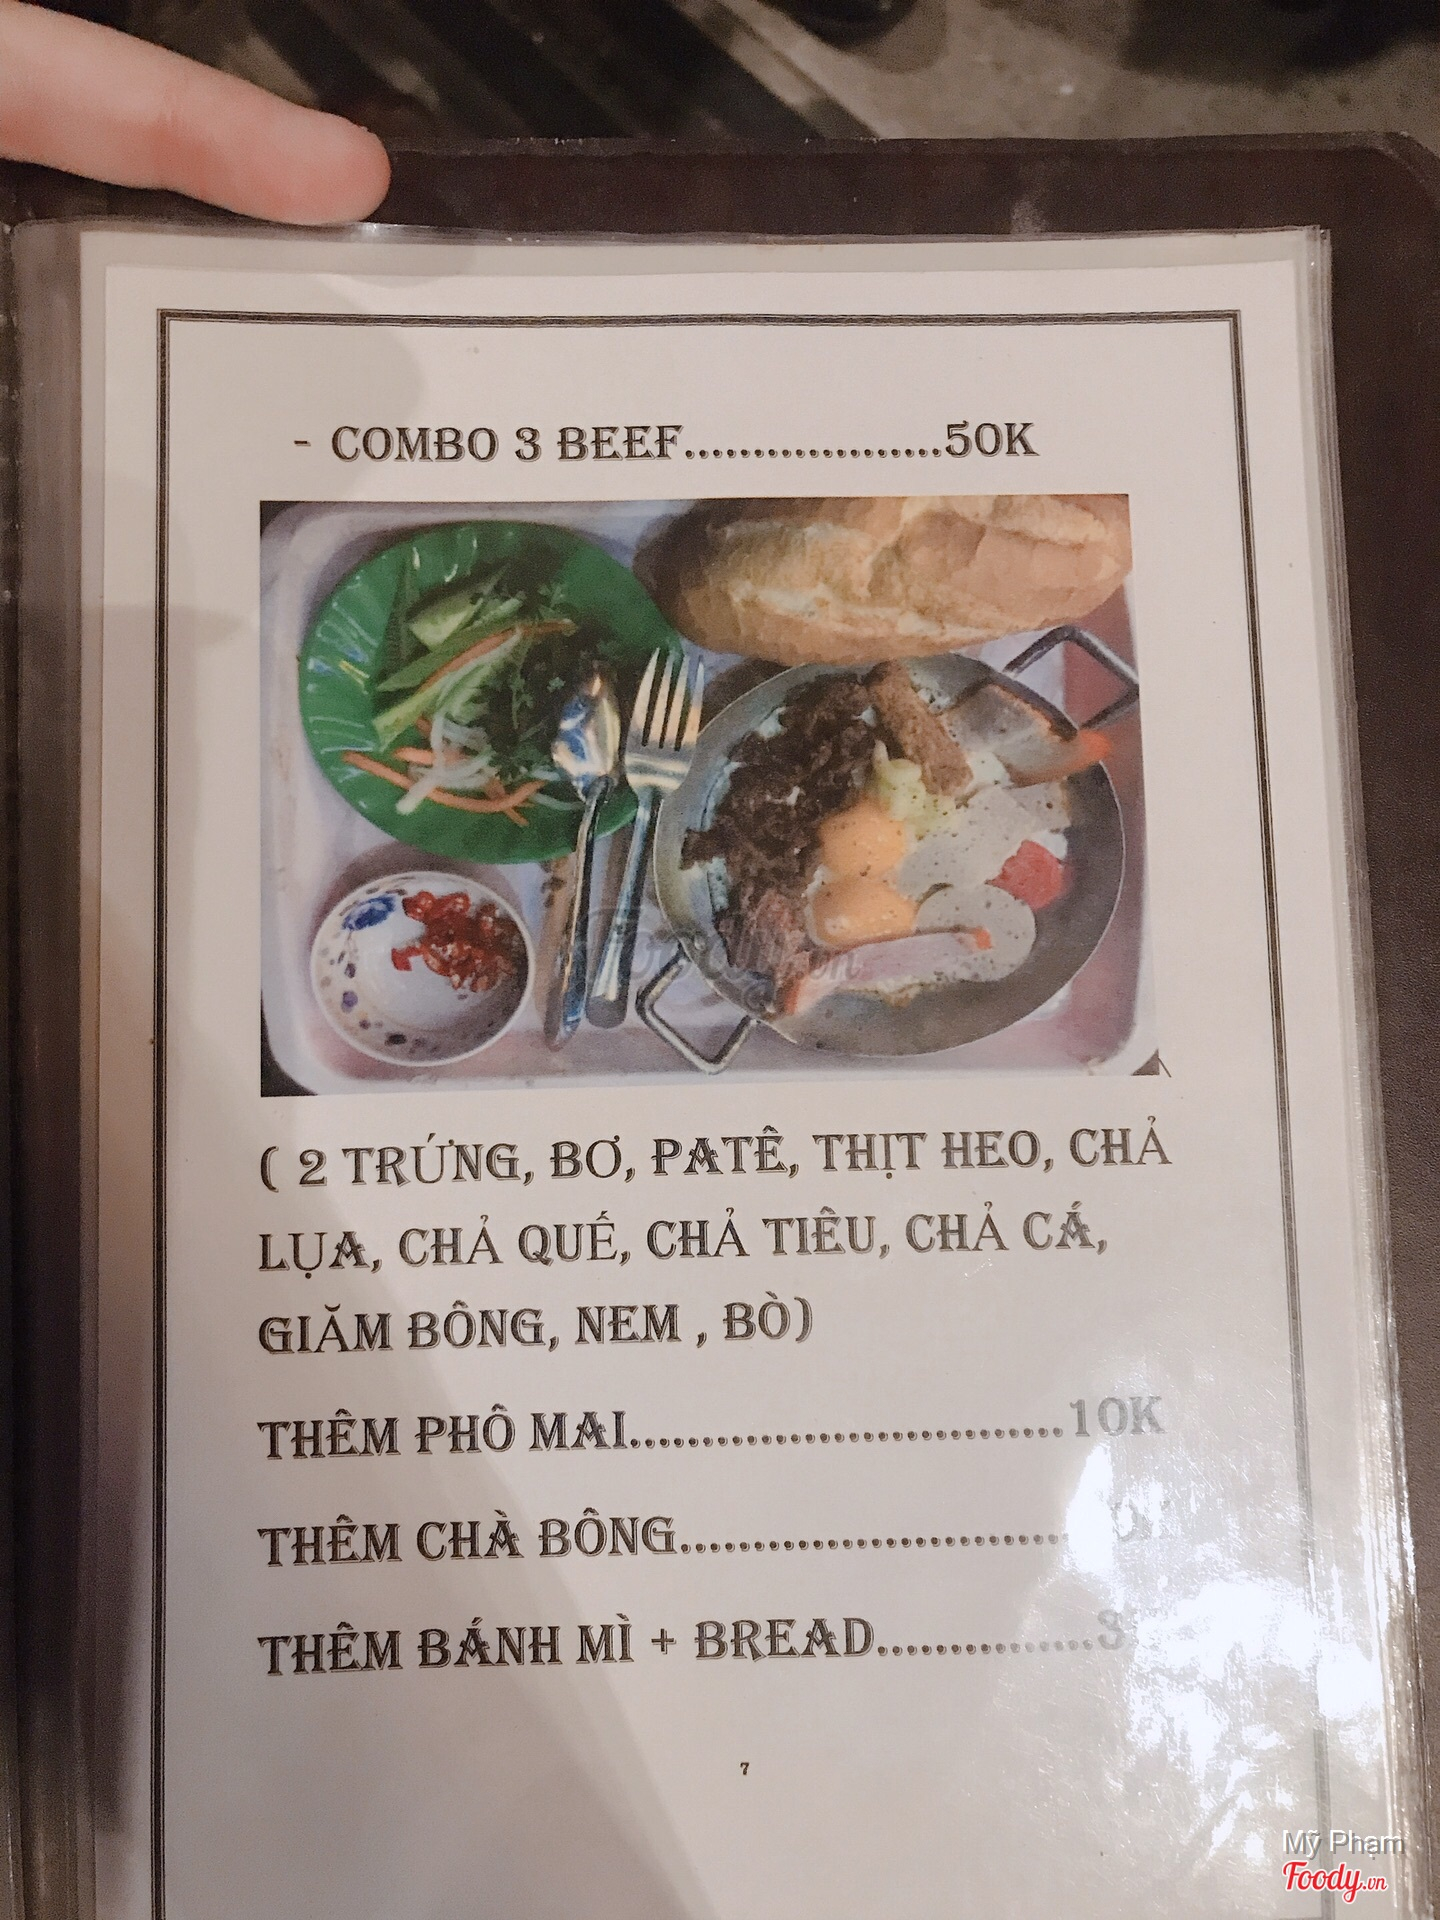 - COMBO 3 BEEF...................50K
Foody.vn
( 2 TRỨNG, BƠ, PATÊ, THỊT HEO, CHẢ
LỤA, CHẢ QUẾ, CHẢ TIÊU, CHẢ CÁ,
GIĂM BÔNG, NEM , BÒ)
THÊM PHÔ MAI..............................10K
THÊM CHÀ BÔNG...........................
THÊM BÁNH MÌ + BREAD...............
7
Mỹ Phạm
Foody.vn